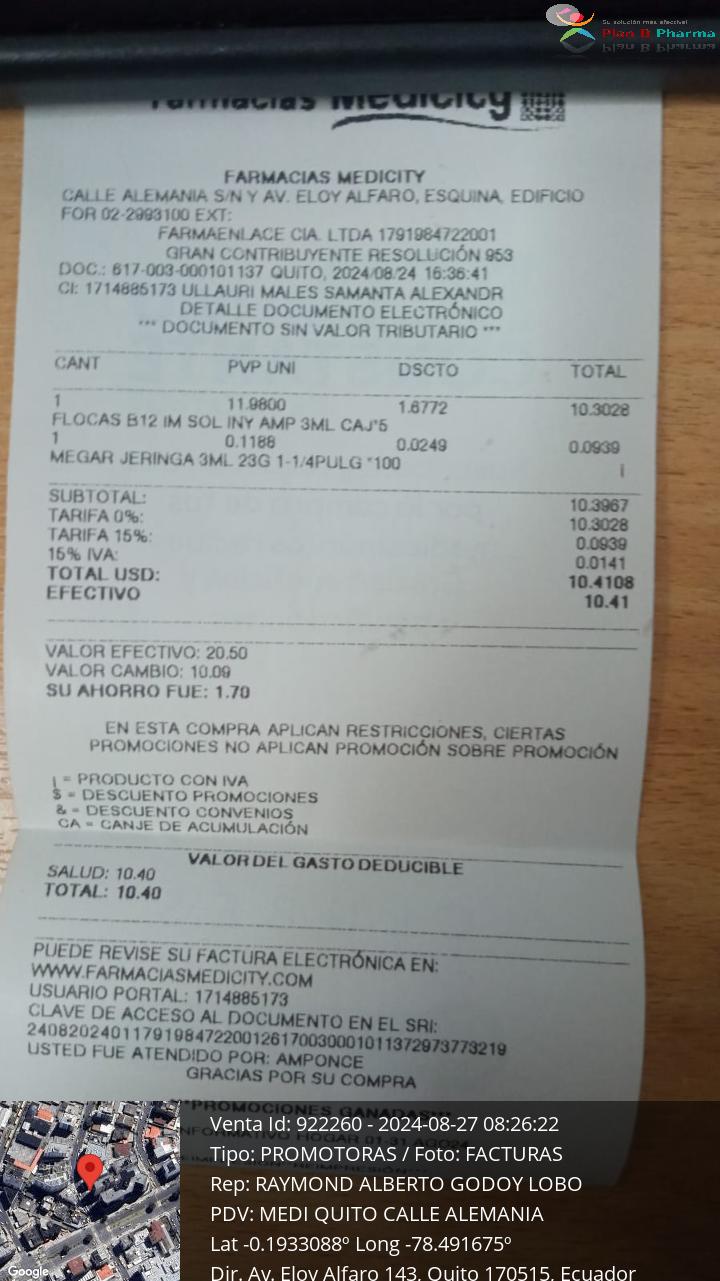 Su solución más efectiva!
Plan B Pharma
Farmacias Medicity
FARMACIAS MEDICITY
CALLE ALEMANIA S/N Y AV. ELOY ALFARO, ESQUINA, EDIFICIO
FOR 02-2993100 EXT:
FARMAENLACE CIA. LTDA 1791984722001
GRAN CONTRIBUYENTE RESOLUCIÓN 953
DOC.: 617-003-000101137 QUITO, 2024/08/24 16:36:41
CI: 1714885173 ULLAURI MALES SAMANTA ALEXANDR
DETALLE DOCUMENTO ELECTRÓNICO
*** DOCUMENTO SIN VALOR TRIBUTARIO ***
CANT PVP UNI DSCTO TOTAL
1 11.9800 1.6772 10.3028
FLOCAS B12 IM SOL INY AMP 3ML CAJ*5
1 0.1188 0.0249 0.0939
MEGAR JERINGA 3ML 23G 1-1/4PULG *100 i
SUBTOTAL: 10.3967
TARIFA 0%: 10.3028
TARIFA 15%: 0.0939
15% IVA: 0.0141
TOTAL USD: 10.4108
EFECTIVO 10.41
VALOR EFECTIVO: 20.50
VALOR CAMBIO: 10.09
SU AHORRO FUE: 1.70
EN ESTA COMPRA APLICAN RESTRICCIONES, CIERTAS
PROMOCIONES NO APLICAN PROMOCIÓN SOBRE PROMOCIÓN
¡ = PRODUCTO CON IVA
$ = DESCUENTO PROMOCIONES
& = DESCUENTO CONVENIOS
CA = CANJE DE ACUMULACIÓN
VALOR DEL GASTO DEDUCIBLE
SALUD: 10.40
TOTAL: 10.40
PUEDE REVISE SU FACTURA ELECTRÓNICA EN:
WWW.FARMACIASMEDICITY.COM
USUARIO PORTAL: 1714885173
CLAVE DE ACCESO AL DOCUMENTO EN EL SRI:
2408202401179198472200126170030001011372973773219
USTED FUE ATENDIDO POR: AMPONCE
GRACIAS POR SU COMPRA
***PROMOCIONES GANADAS***
Venta Id: 922260 - 2024-08-27 08:26:22
Tipo: PROMOTORAS / Foto: FACTURAS
Rep: RAYMOND ALBERTO GODOY LOBO
PDV: MEDI QUITO CALLE ALEMANIA
Lat -0.1933088º Long -78.491675º
Dir. Av. Eloy Alfaro 143, Quito 170515, Ecuador
Google